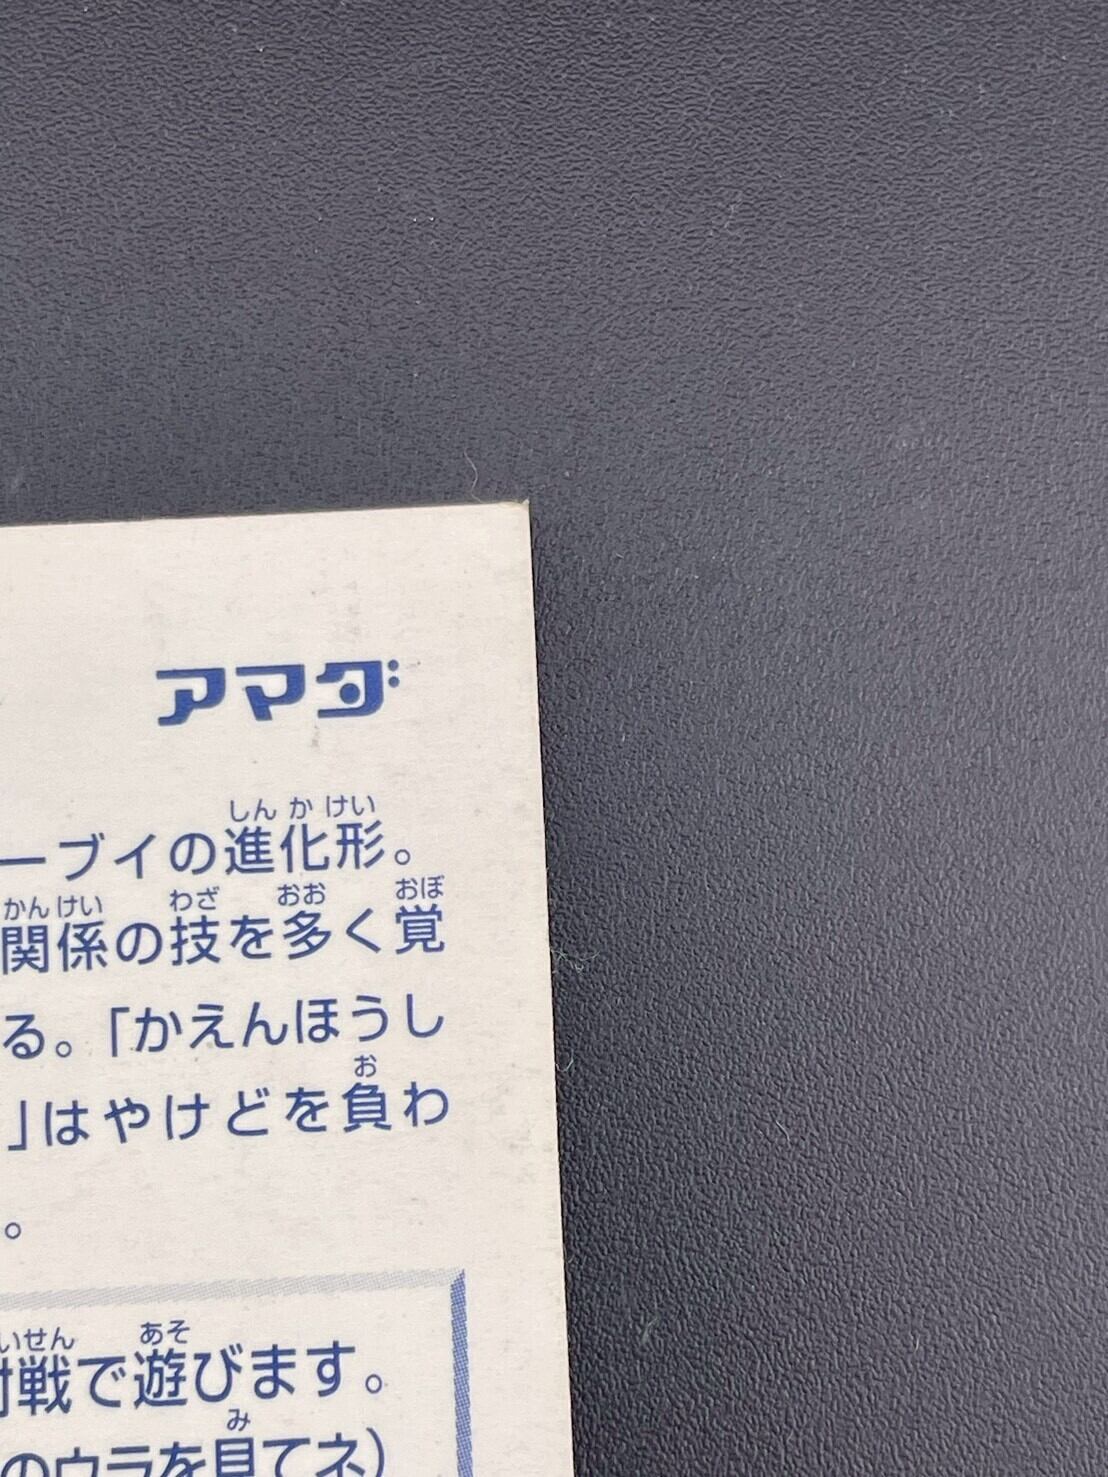 アマダ
しんかけい
ーブイの進化形。
かんけい わざ おお おぼ
関係の技を多く覚
る。「かえんほうし
お
」はやけどを負わ
。
いせん あそ
対戦で遊びます。
み
のウラを見てネ)